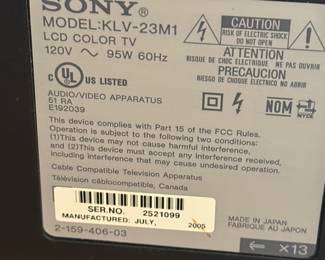 SONY
MODEL:KLV-23M1
LCD COLOR TV
120V ~ 95W 60Hz
CAUTION
RISK OF ELECTRIC SHOCK
DO NOT OPEN
ATTENTION
RISQUE DE CHOC ELECTRIQUE NE PAS OUVRIR
PRECAUCION
RIESGO DE CHOQUE ELECTRICO NO ABRIR
C UL US LISTED
AUDIO/VIDEO APPARATUS
51 RA
E192039
NOM
NYCE
This device complies with Part 15 of the FCC Rules.
Operation is subject to the following two conditions:
(1)This device may not cause harmful interference,
and (2)This device must accept any interference
received, including interference that may cause
undesired operation.
Cable Compatible Television Apparatus
Télévision câblocompatible, Canada
SER.NO. 2521099
MANUFACTURED: JULY, 2005
MADE IN JAPAN
FABRIQUE AU JAPON
2-159-406-03
← X13